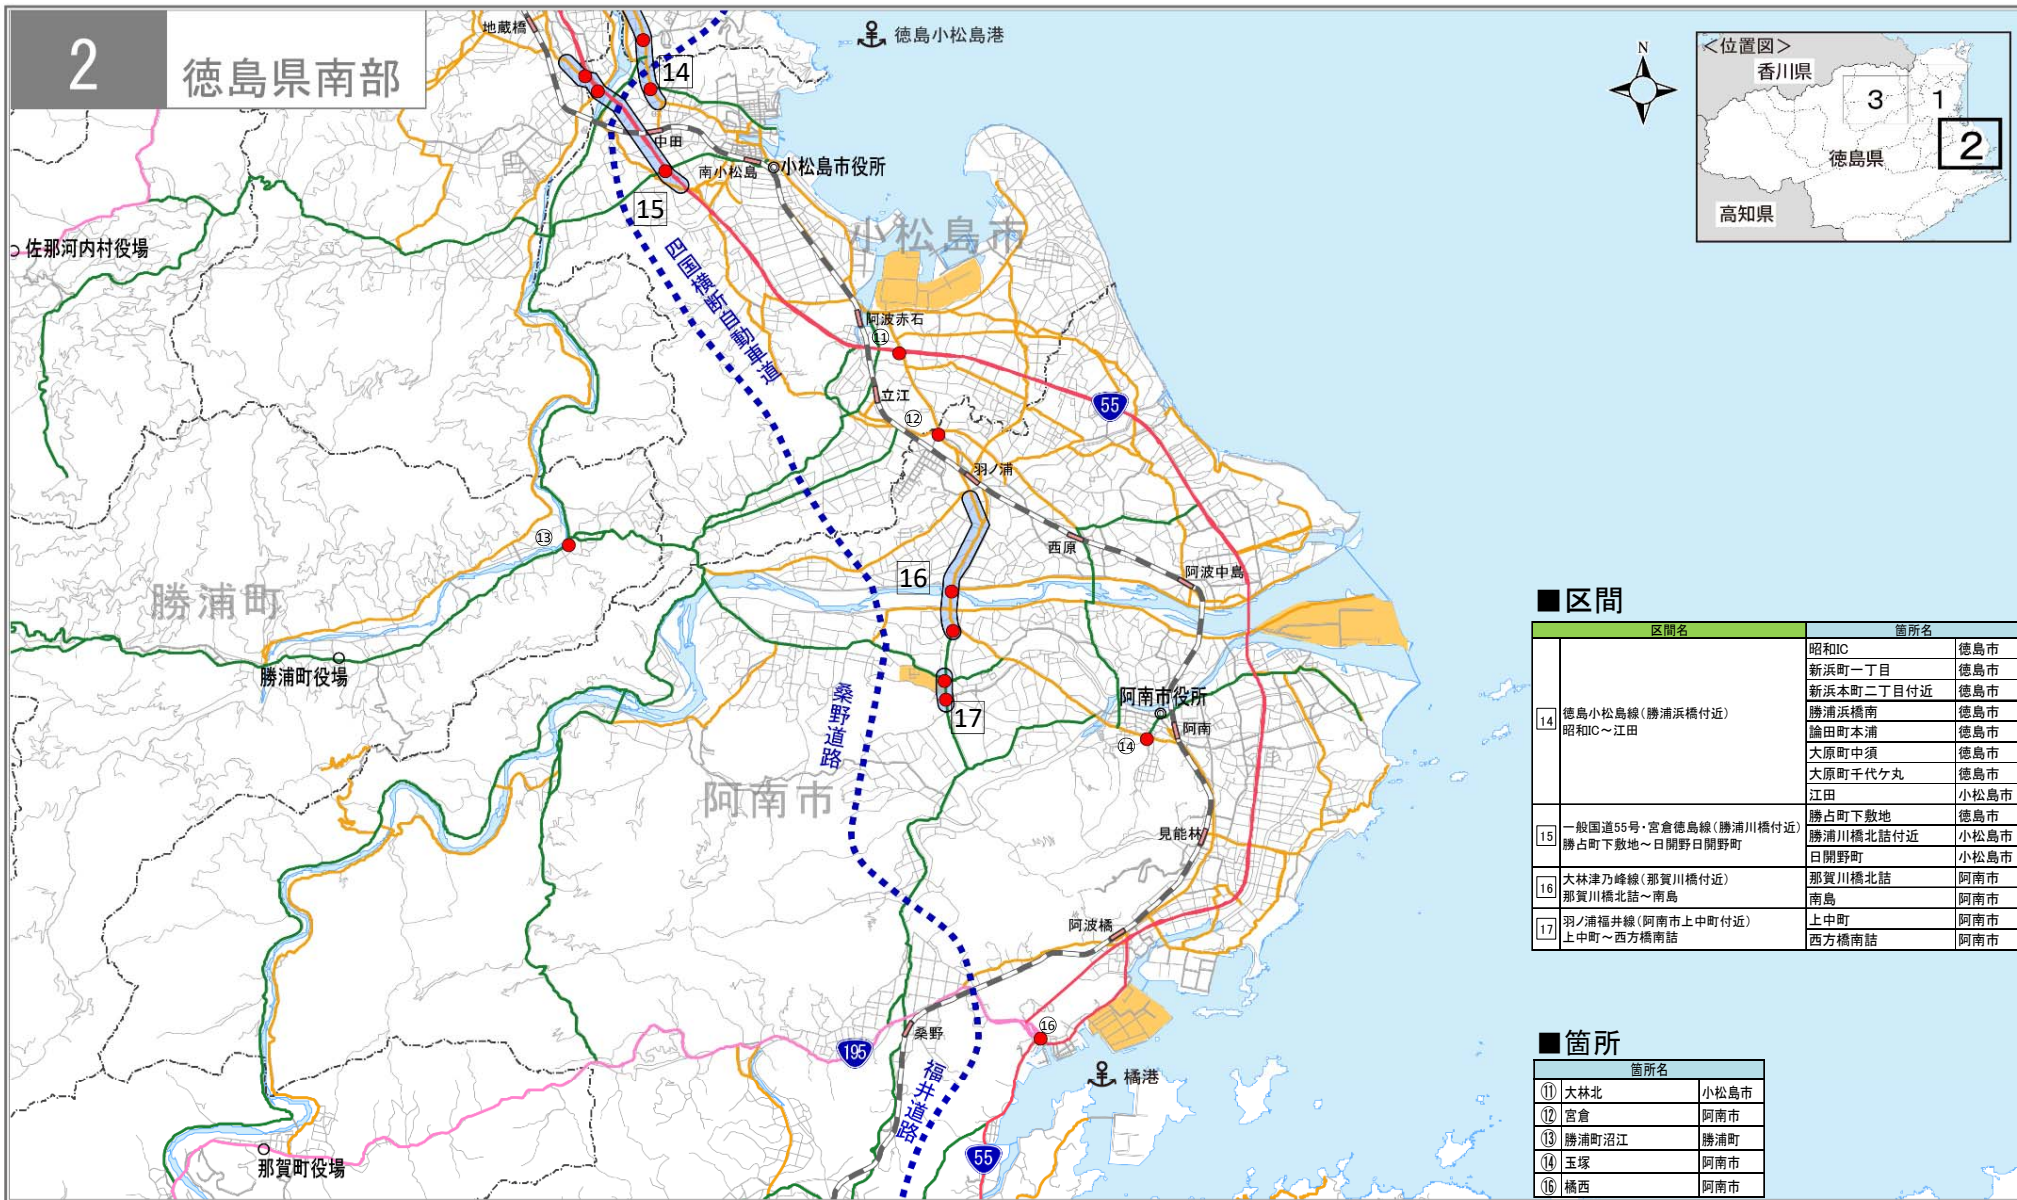 2
徳島県南部
地蔵橋
徳島小松島港
14
中田
南小松島
小松島市役所
15
佐那河内村役場
小松島市
四国横断自動車道
阿波赤石
⑪
立江
⑫
55
羽ノ浦
⑬
西原
16
阿波中島
勝浦町
勝浦町役場
桑野道路
17
阿南市役所
阿南
⑭
阿南市
見能林
阿波橘
桑野
⑯
195
橘港
福井道路
55
那賀町役場
N
＜位置図＞
香川県
3
1
2
徳島県
高知県
■区間
区間名 箇所名
14 徳島小松島線(勝浦浜橋付近)
昭和IC～江田
昭和IC 徳島市
新浜町一丁目 徳島市
新浜本町二丁目付近 徳島市
勝浦浜橋南 徳島市
論田町本浦 徳島市
大原町中須 徳島市
大原町千代ケ丸 徳島市
江田 小松島市
15 一般国道55号・宮倉徳島線(勝浦川橋付近)
勝占町下敷地～日開野日開野町
勝占町下敷地 徳島市
勝浦川橋北詰付近 小松島市
日開野町 小松島市
16 大林津乃峰線(那賀川橋付近)
那賀川橋北詰～南島
那賀川橋北詰 阿南市
南島 阿南市
17 羽ノ浦福井線(阿南市上中町付近)
上中町～西方橋南詰
上中町 阿南市
西方橋南詰 阿南市
■箇所
箇所名
⑪ 大林北 小松島市
⑫ 宮倉 阿南市
⑬ 勝浦町沼江 勝浦町
⑭ 玉塚 阿南市
⑯ 橘西 阿南市